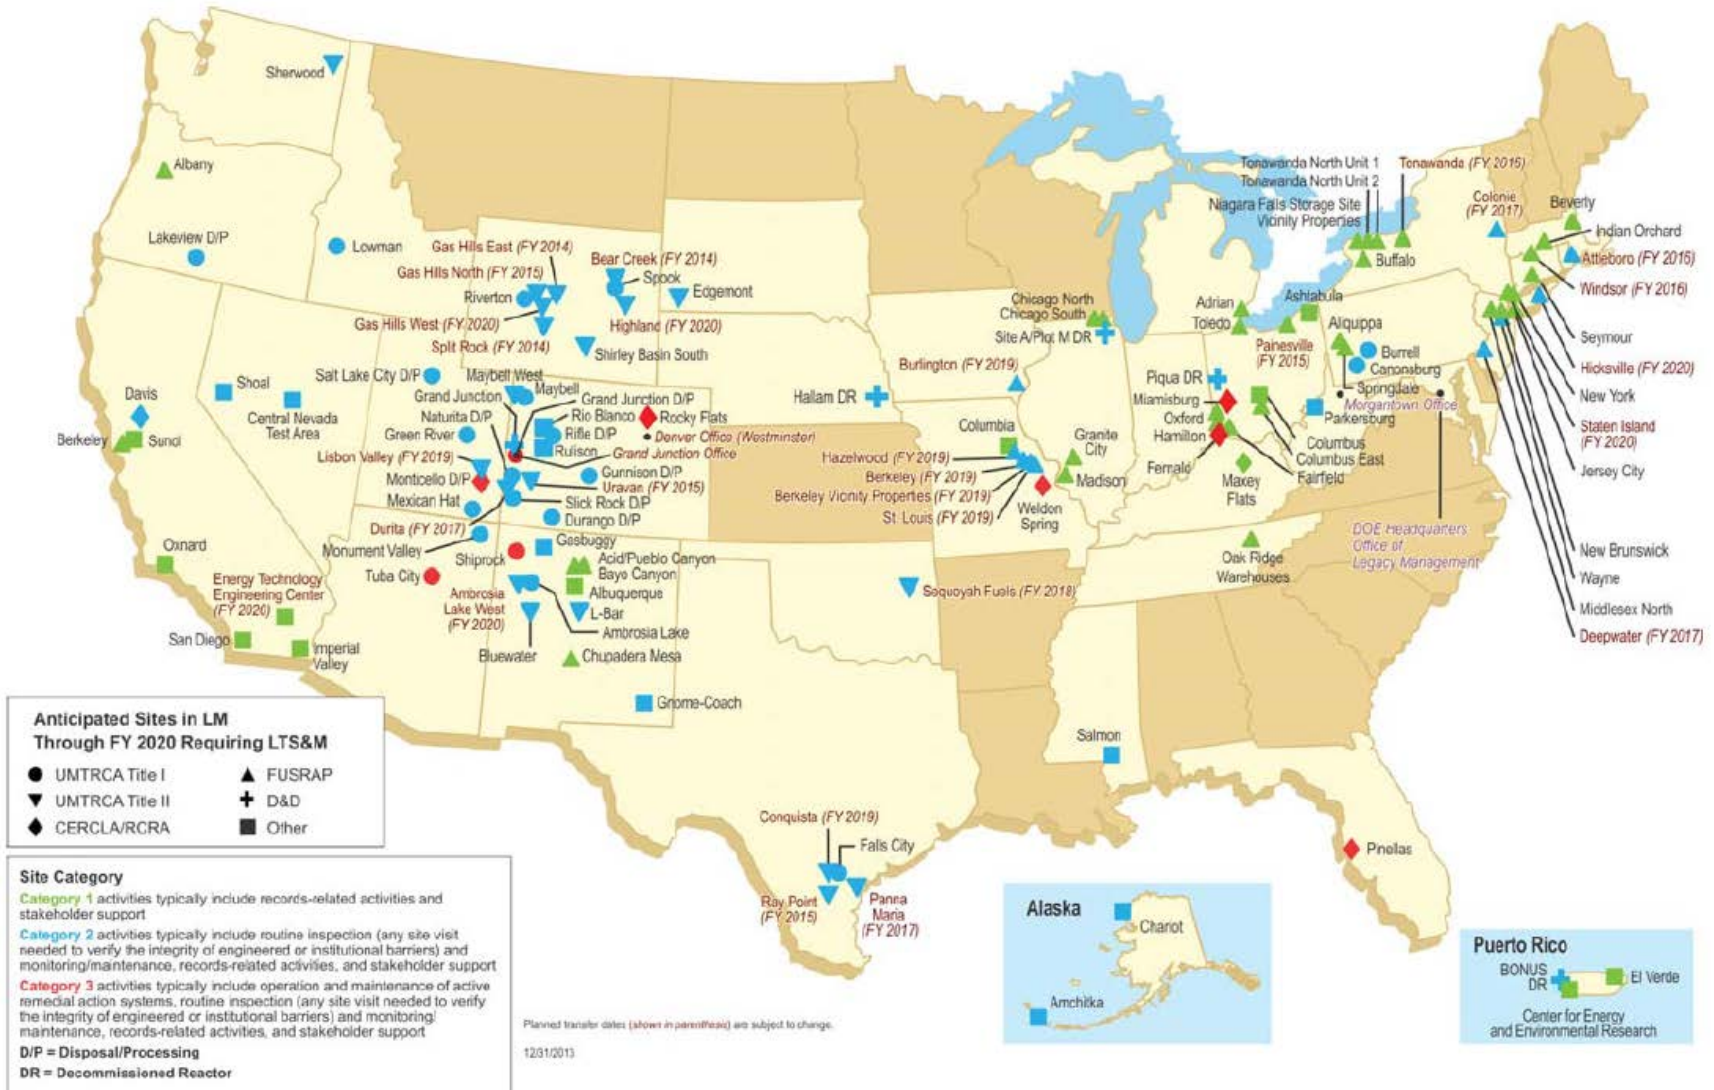 Sherwood
Albany
Lakeview D/P
Lowman
Gas Hills East (FY 2014)
Gas Hills North (FY 2015)
Riverton
Gas Hills West (FY 2020)
Split Rock (FY 2014)
Bear Creek (FY 2014)
Spook
Edgemont
Highland (FY 2020)
Shirley Basin South
Salt Lake City D/P
Maybell West
Maybell
Grand Junction
Grand Junction D/P
Naturita D/P
Rio Blanco
Rocky Flats
Green River
Rifle D/P
Denver Office (Westminster)
Rulison
Grand Junction Office
Lisbon Valley (FY 2019)
Monticello D/P
Gunnison D/P
Uravan (FY 2015)
Mexican Hat
Slick Rock D/P
Durita (FY 2017)
Durango D/P
Monument Valley
Shiprock
Gasbuggy
Tuba City
Acid/Pueblo Canyon
Bayo Canyon
Albuquerque
Ambrosia
Lake West
(FY 2020)
L-Bar
Ambrosia Lake
Bluewater
Chupadera Mesa
Gnome-Coach
Shoal
Central Nevada
Test Area
Davis
Berkeley
Sunol
Oxnard
Energy Technology
Engineering Center
(FY 2020)
San Diego
Imperial
Valley
Hallam DR
Sequoyah Fuels (FY 2018)
Conquista (FY 2019)
Falls City
Ray Point
(FY 2015)
Panna
Maria
(FY 2017)
Chicago North
Chicago South
Site A/Plot M DR
Burlington (FY 2019)
Columbia
Hazelwood (FY 2019)
Berkeley (FY 2019)
Berkeley Vicinity Properties (FY 2019)
St. Louis (FY 2019)
Granite
City
Madison
Weldon
Spring
Adrian
Toledo
Piqua DR
Miamisburg
Oxford
Hamilton
Fernald
Painesville
(FY 2015)
Ashtabula
Aliquippa
Burrell
Canonsburg
Springdale
Morgantown Office
Parkersburg
Columbus
Columbus East
Fairfield
Maxey
Flats
Oak Ridge
Warehouses
Salmon
Pinellas
DOE Headquarters
Office of
Legacy Management
Tonawanda North Unit 1
Tonawanda North Unit 2
Niagara Falls Storage Site
Vicinity Properties
Tonawanda (FY 2016)
Buffalo
Colonie
(FY 2017)
Beverly
Indian Orchard
Attleboro (FY 2016)
Windsor (FY 2016)
Seymour
Hicksville (FY 2020)
New York
Staten Island
(FY 2020)
Jersey City
New Brunswick
Wayne
Middlesex North
Deepwater (FY 2017)
Anticipated Sites in LM
Through FY 2020 Requiring LTS&M
UMTRCA Title I
FUSRAP
UMTRCA Title II
D&D
CERCLA/RCRA
Other
Site Category
Category 1 activities typically include records-related activities and
stakeholder support
Category 2 activities typically include routine inspection (any site visit
needed to verify the integrity of engineered or institutional barriers) and
monitoring/maintenance, records-related activities, and stakeholder support
Category 3 activities typically include operation and maintenance of active
remedial action systems, routine inspection (any site visit needed to verify
the integrity of engineered or institutional barriers) and monitoring/
maintenance, records-related activities, and stakeholder support
D/P = Disposal/Processing
DR = Decommissioned Reactor
Planned transfer dates (shown in parenthesis) are subject to change.
12/31/2013
Alaska
Chariot
Amchitka
Puerto Rico
BONUS
DR
El Verde
Center for Energy
and Environmental Research